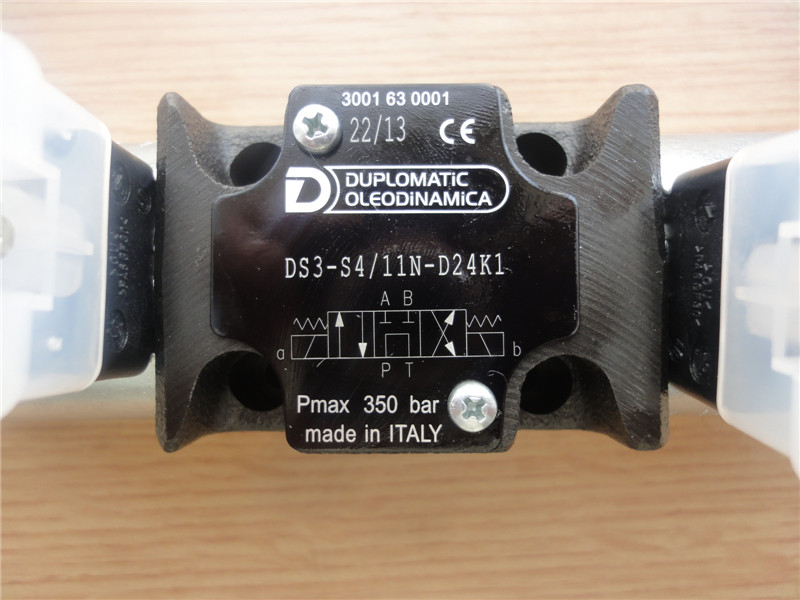 3001 63 0001
22/13 CE
D DUPLOMATIC
OLEODINAMICA
DS3-S4/11N-D24K1
A B
a b
P T
Pmax 350 bar
made in ITALY